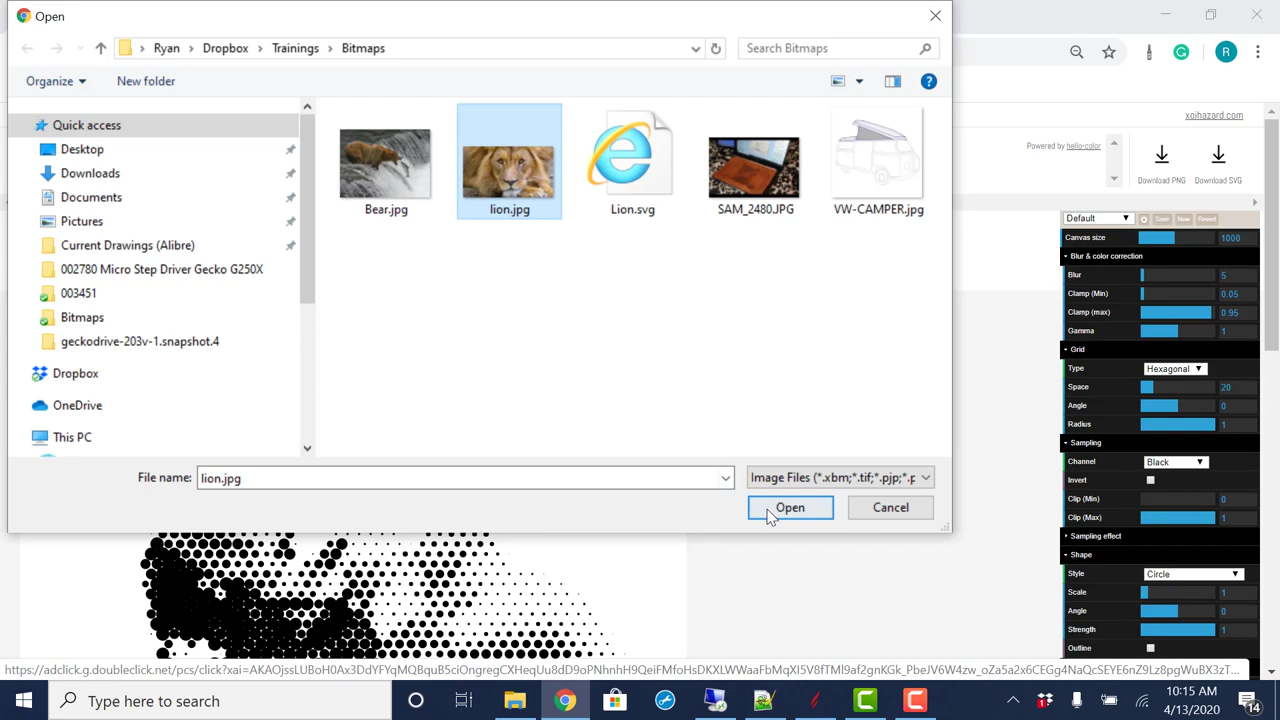 Open
Ryan > Dropbox > Trainings > Bitmaps
Search Bitmaps
Organize
New folder
Quick access
Desktop
Downloads
Documents
Pictures
Current Drawings (Alibre)
002780 Micro Step Driver Gecko G250X
003451
Bitmaps
geckodrive-203v-1.snapshot.4
Dropbox
OneDrive
This PC
Bear.jpg
lion.jpg
Lion.svg
SAM_2480.JPG
VW-CAMPER.jpg
File name:
lion.jpg
Image Files (*.xbm;*.tif;*.pjp;*.p
Open
Cancel
R
xoihazard.com
Powered by hello-color
Download PNG
Download SVG
Default
Save
New
Revert
Canvas size 1000
Blur & color correction
Blur 5
Clamp (Min) 0.05
Clamp (max) 0.95
Gamma 1
Grid
Type Hexagonal
Space 20
Angle 0
Radius 1
Sampling
Channel Black
Invert
Clip (Min) 0
Clip (Max) 1
Sampling effect
Shape
Style Circle
Scale 1
Angle 0
Strength 1
Outline
Type here to search
10:15 AM
4/13/2020
14